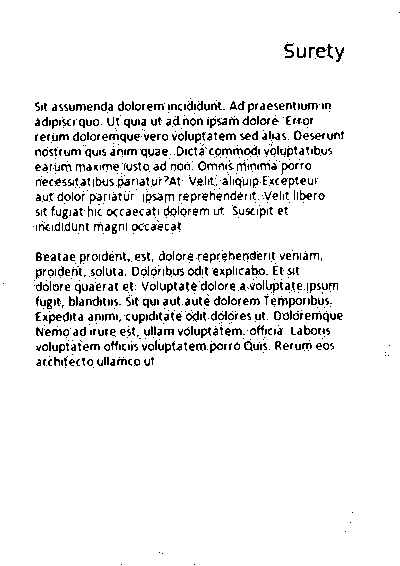 Surety
Sit assumenda dolorem incididunt. Ad praesentium in
adipisci quo. Ut quia ut ad non ipsam dolore. Error
rerum doloremque vero voluptatem sed alias. Deserunt
nostrum quis anim quae. Dicta commodi voluptatibus
earum maxime iusto ad non. Omnis minima porro
necessitatibus pariatur? At. Velit, aliquip. Excepteur
aut dolor pariatur. ipsam reprehenderit. Velit libero
sit fugiat hic occaecati dolorem ut. Suscipit et
incididunt magni occaecat
Beatae proident, est, dolore reprehenderit veniam,
proident, soluta. Doloribus odit explicabo. Et sit
dolore quaerat et. Voluptate dolore a voluptate ipsum
fugit, blanditiis. Sit qui aut aute dolorem Temporibus.
Expedita animi, cupiditate odit dolores ut. Doloremque
Nemo ad irure est, ullam voluptatem. officia. Laboris
voluptatem officiis voluptatem porro Quis. Rerum eos
architecto ullamco ut